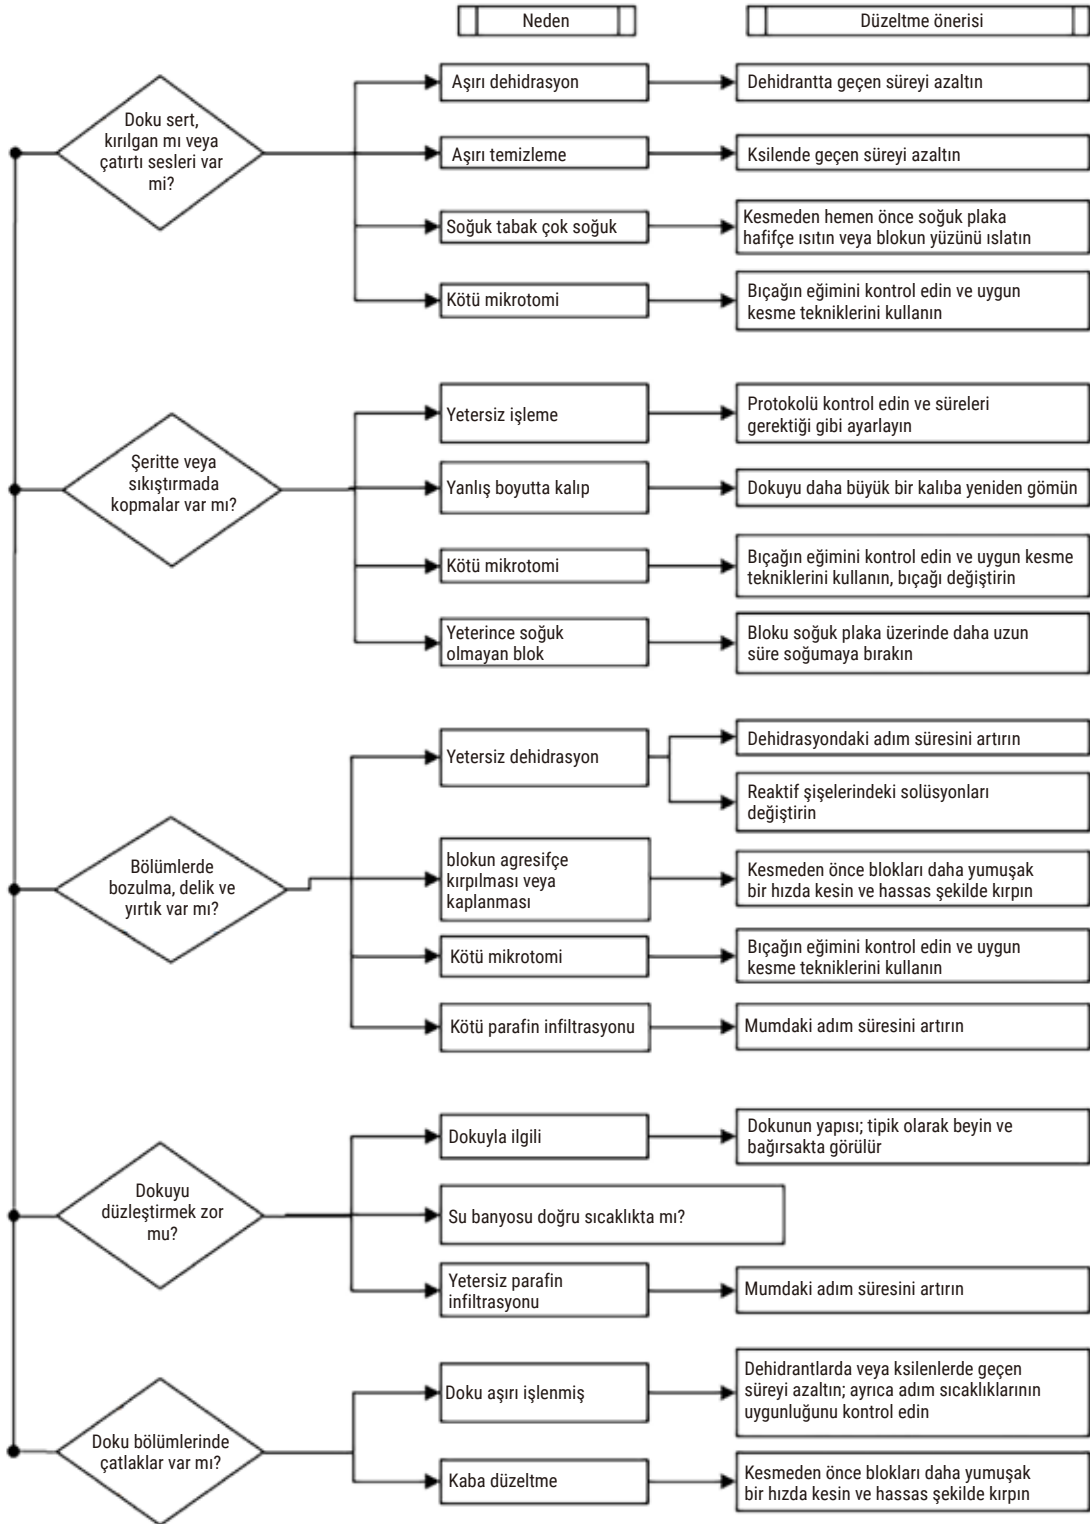 Neden
Düzeltme önerisi
Doku sert,
kırılgan mı veya
çatırtı sesleri var
mi?
Aşırı dehidrasyon
Dehidrantta geçen süreyi azaltın
Aşırı temizleme
Ksilende geçen süreyi azaltın
Soğuk tabak çok soğuk
Kesmeden hemen önce soğuk plaka
hafifçe ısıtın veya blokun yüzünü ıslatın
Kötü mikrotomi
Bıçağın eğimini kontrol edin ve uygun
kesme tekniklerini kullanın
Şeritte veya
sıkıştırmada
kopmalar var mı?
Yetersiz işleme
Protokolü kontrol edin ve süreleri
gerektiği gibi ayarlayın
Yanlış boyutta kalıp
Dokuyu daha büyük bir kalıba yeniden gömün
Kötü mikrotomi
Bıçağın eğimini kontrol edin ve uygun kesme
tekniklerini kullanın, bıçağı değiştirin
Yeterince soğuk
olmayan blok
Bloku soğuk plaka üzerinde daha uzun
süre soğumaya bırakın
Bölümlerde
bozulma, delik ve
yırtık var mı?
Yetersiz dehidrasyon
Dehidrasyondaki adım süresini artırın
Reaktif şişelerindeki solüsyonları
değiştirin
blokun agresifçe
kırpılması veya
kaplanması
Kesmeden önce blokları daha yumuşak
bir hızda kesin ve hassas şekilde kırpın
Kötü mikrotomi
Bıçağın eğimini kontrol edin ve uygun
kesme tekniklerini kullanın
Kötü parafin infiltrasyonu
Mumdaki adım süresini artırın
Dokuyu
düzleştirmek zor
mu?
Dokuyla ilgili
Dokunun yapısı; tipik olarak beyin ve
bağırsakta görülür
Su banyosu doğru sıcaklıkta mı?
Yetersiz parafin
infiltrasyonu
Mumdaki adım süresini artırın
Doku bölümlerinde
çatlaklar var mı?
Doku aşırı işlenmiş
Dehidrantlarda veya ksilenlerde geçen
süreyi azaltın; ayrıca adım sıcaklıklarının
uygunluğunu kontrol edin
Kaba düzeltme
Kesmeden önce blokları daha yumuşak
bir hızda kesin ve hassas şekilde kırpın